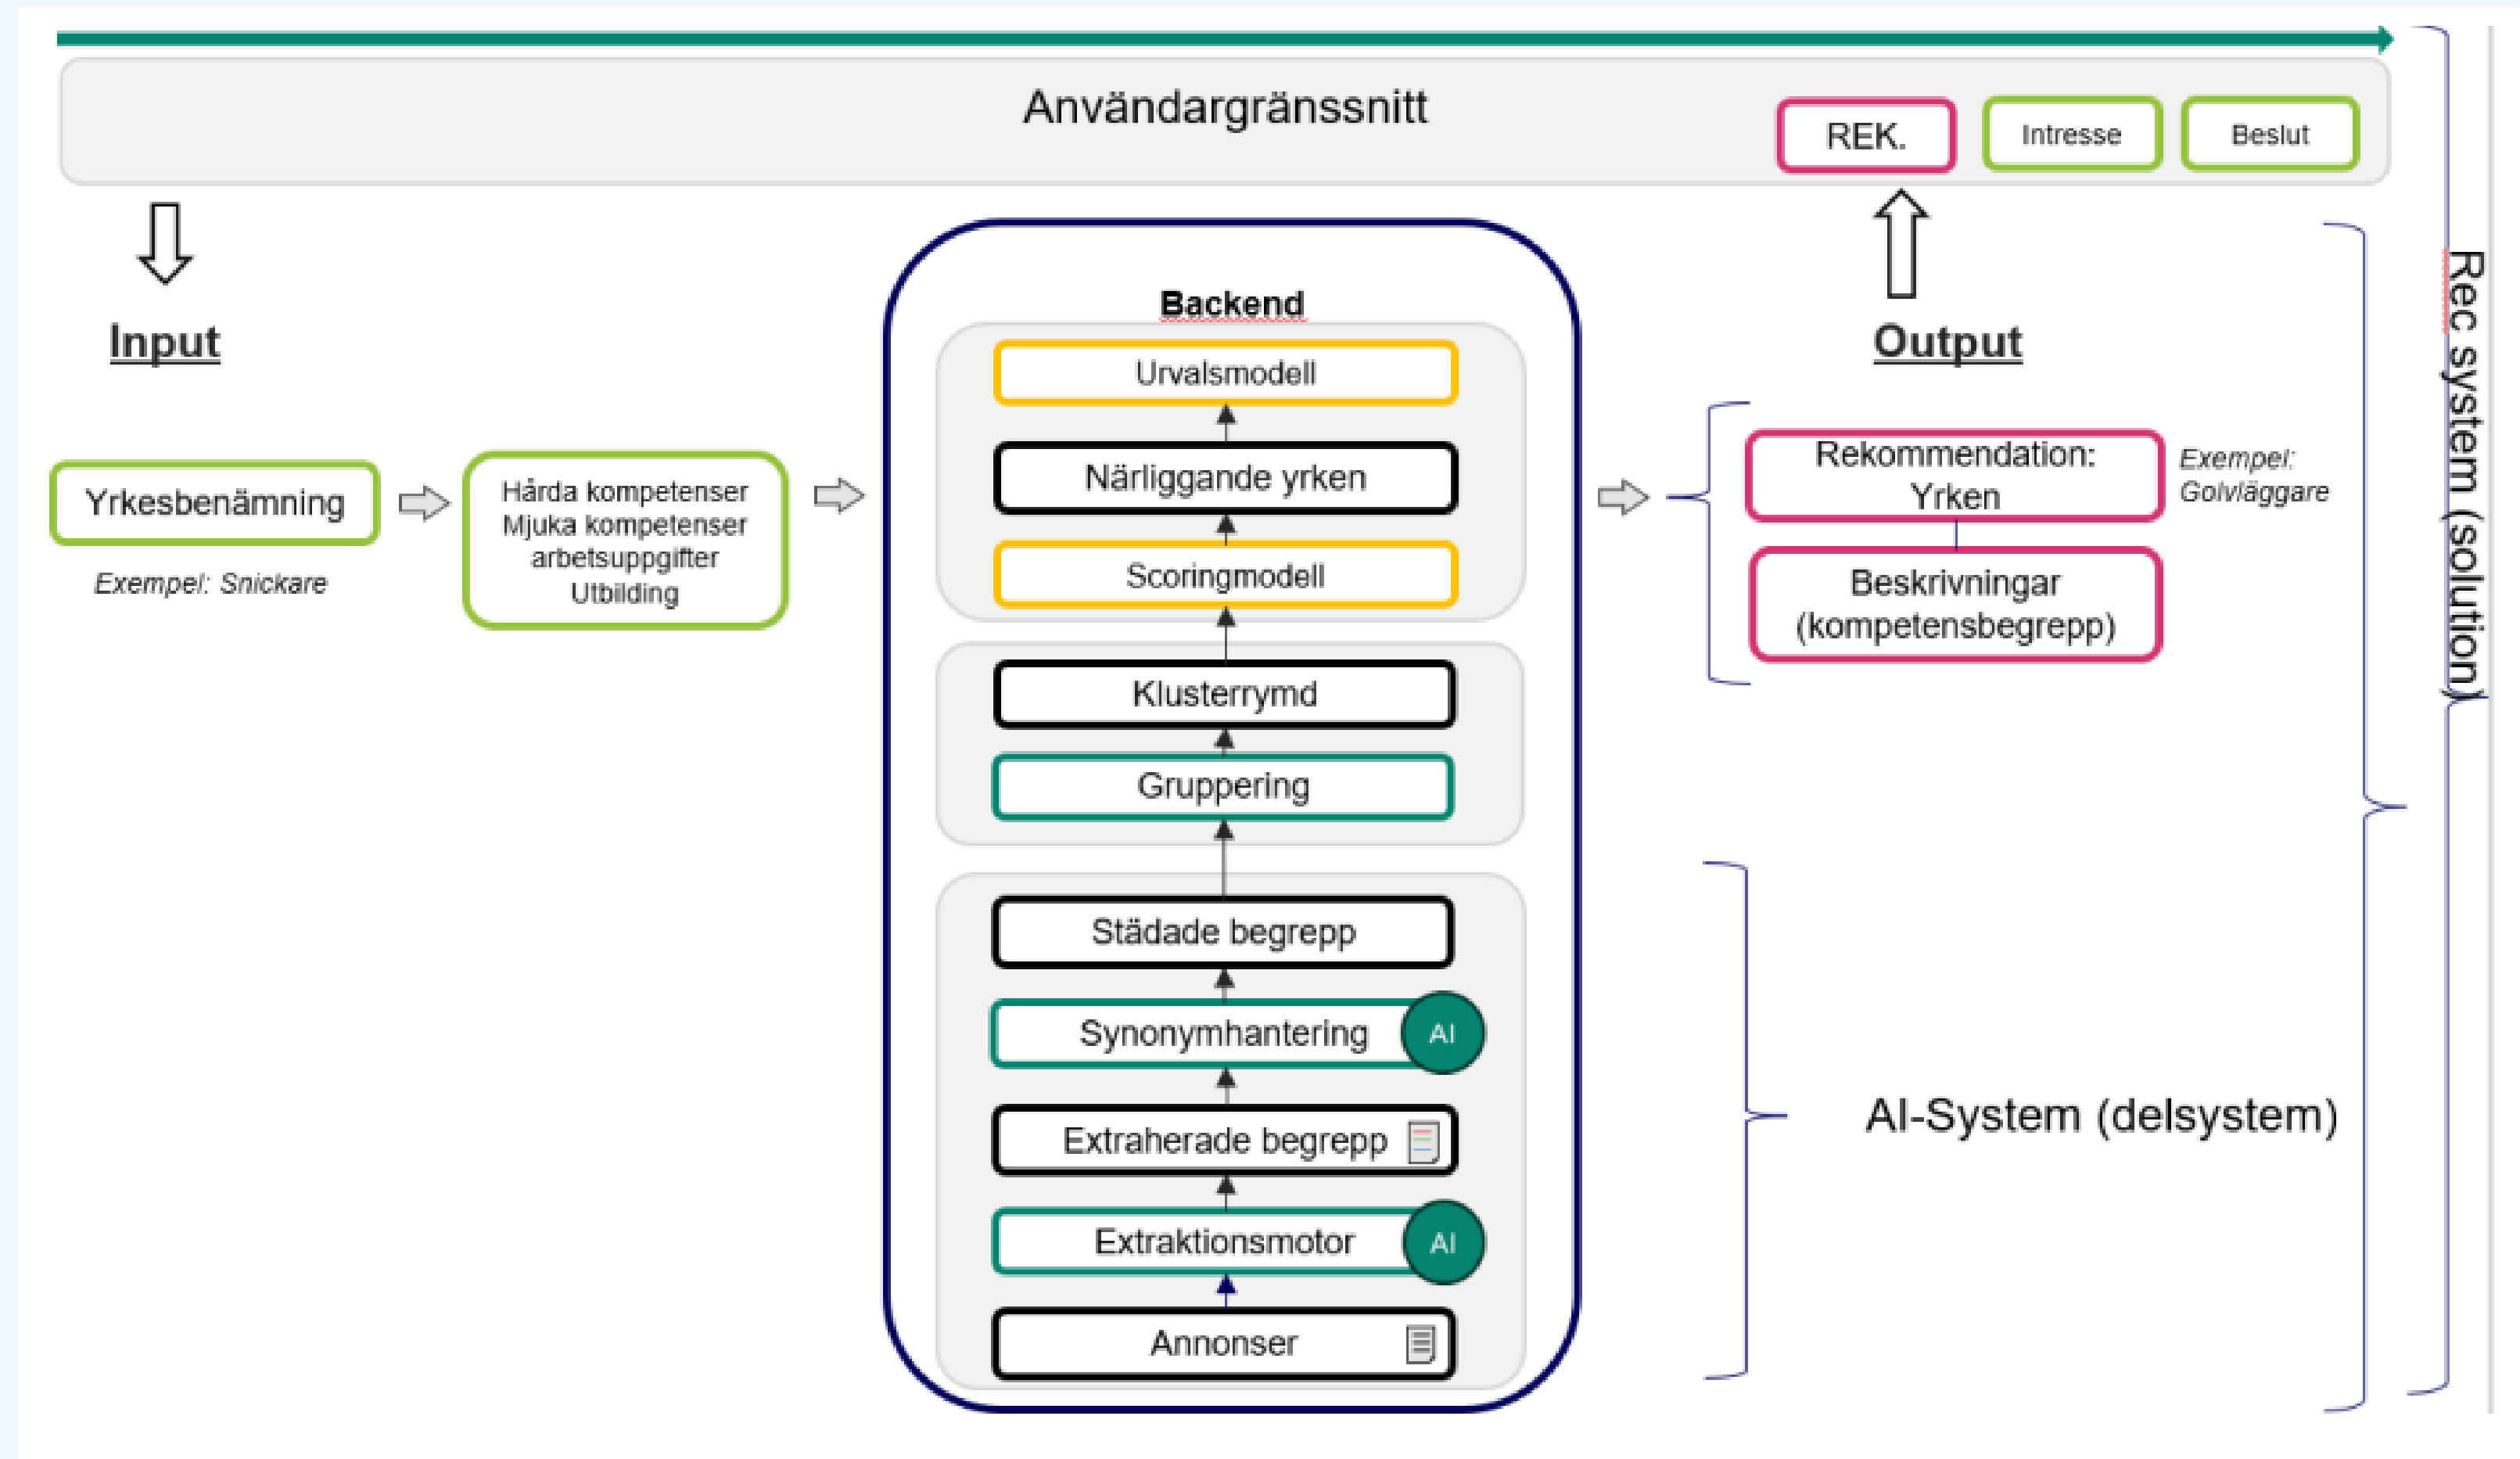 Användargränssnitt
REK.
Intresse
Beslut
Input
Yrkesbenämning
Exempel: Snickare
Hårda kompetenser
Mjuka kompetenser
arbetsuppgifter
Utbilding
Backend
Urvalsmodell
Närliggande yrken
Scoringmodell
Klusterrymd
Gruppering
Städade begrepp
Synonymhantering
AI
Extraherade begrepp
Extraktionsmotor
AI
Annonser
Output
Rekommendation:
Yrken
Exempel:
Golvläggare
Beskrivningar
(kompetensbegrepp)
AI-System (delsystem)
Rec system (solution)